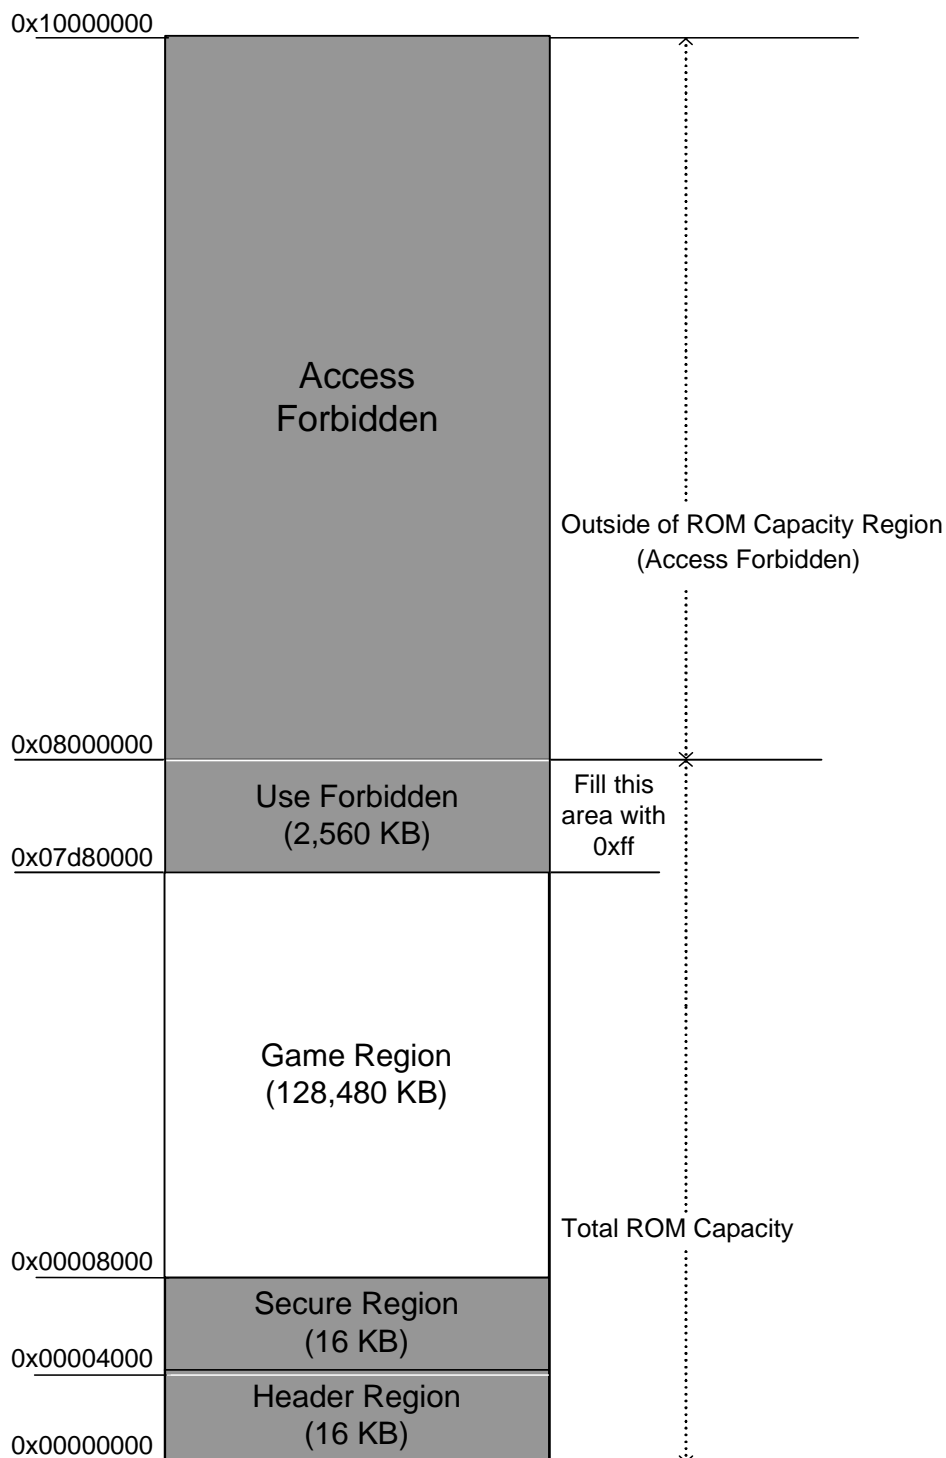 0x10000000
Access
Forbidden
Outside of ROM Capacity Region
(Access Forbidden)
0x08000000
Use Forbidden
(2,560 KB)
Fill this
area with
0xff
0x07d80000
Game Region
(128,480 KB)
Total ROM Capacity
0x00008000
Secure Region
(16 KB)
0x00004000
Header Region
(16 KB)
0x00000000